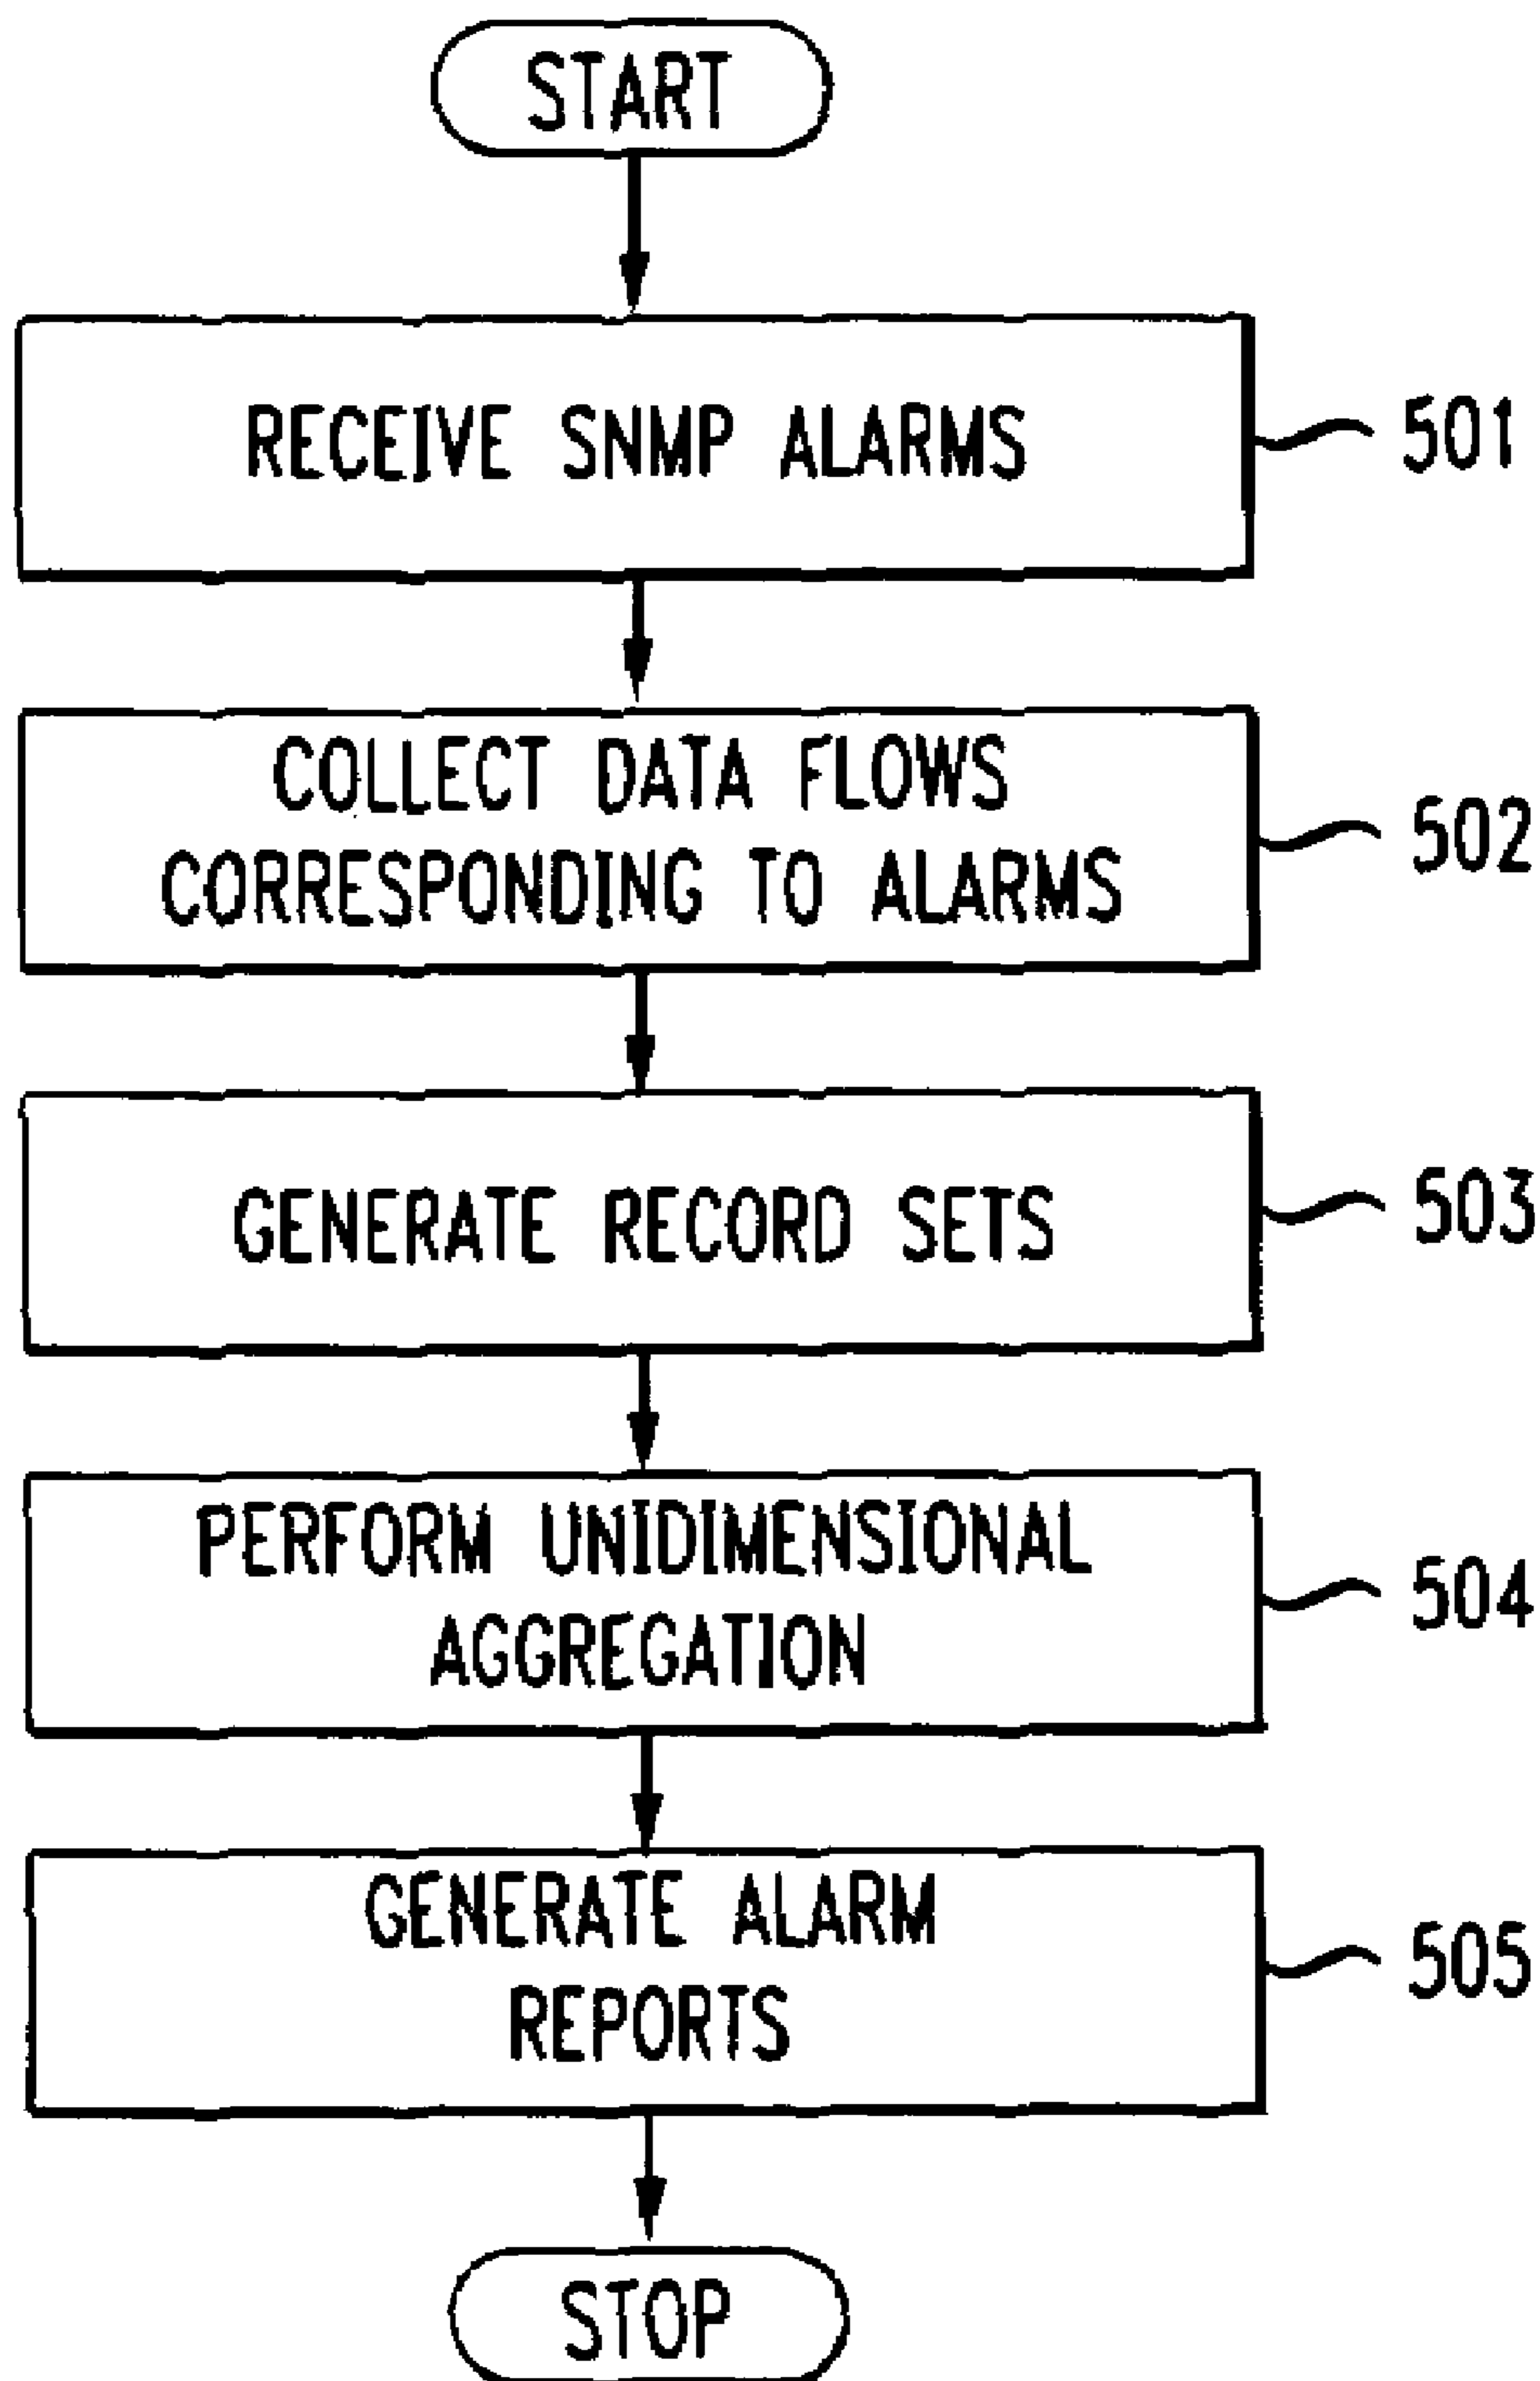 START
RECEIVE SNMP ALARMS
501
COLLECT DATA FLOWS
CORRESPONDING TO ALARMS
502
GENERATE RECORD SETS
503
PERFORM UNIDIMENSIONAL
AGGREGATION
504
GENERATE ALARM
REPORTS
505
STOP